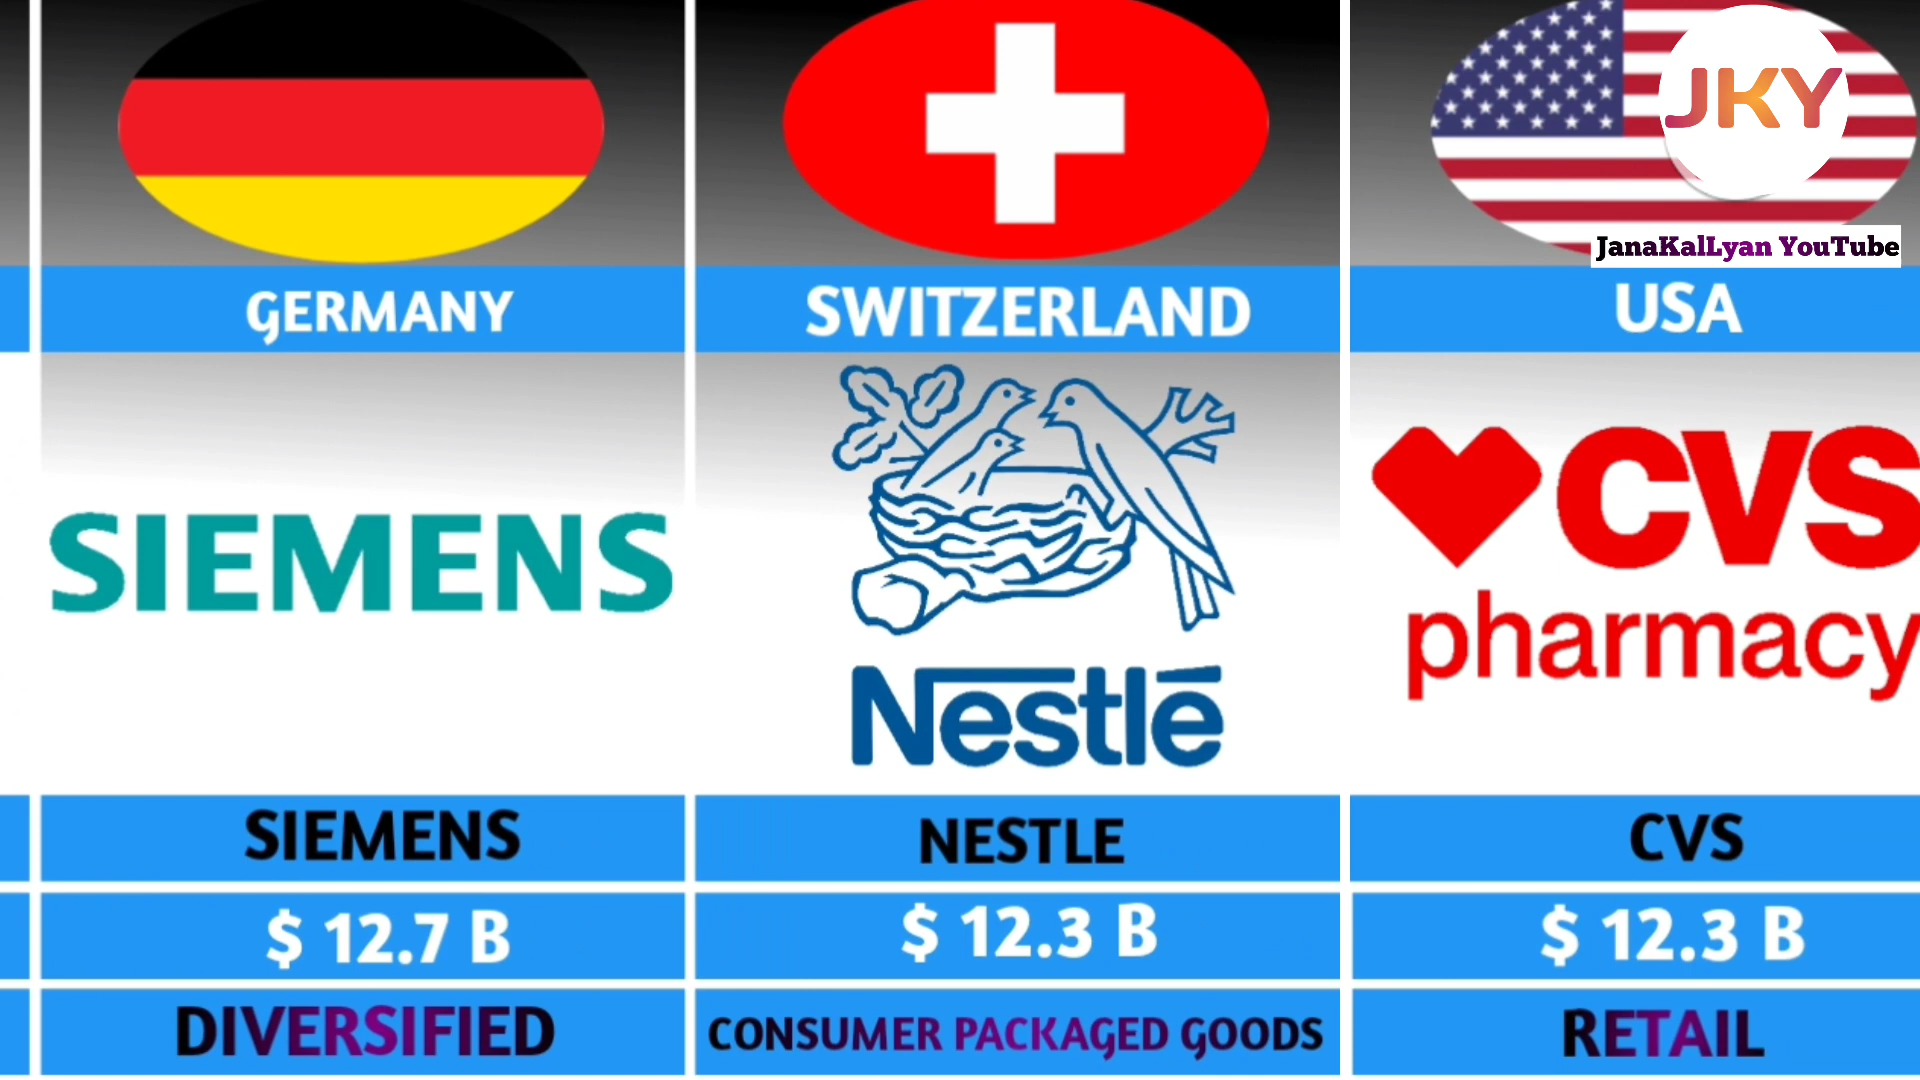 JKY
JanaKalLyan YouTube
GERMANY
SWITZERLAND
USA
SIEMENS
Nestlé
CVS
pharmacy
SIEMENS
NESTLE
CVS
$ 12.7 B
$ 12.3 B
$ 12.3 B
DIVERSIFIED
CONSUMER PACKAGED GOODS
RETAIL